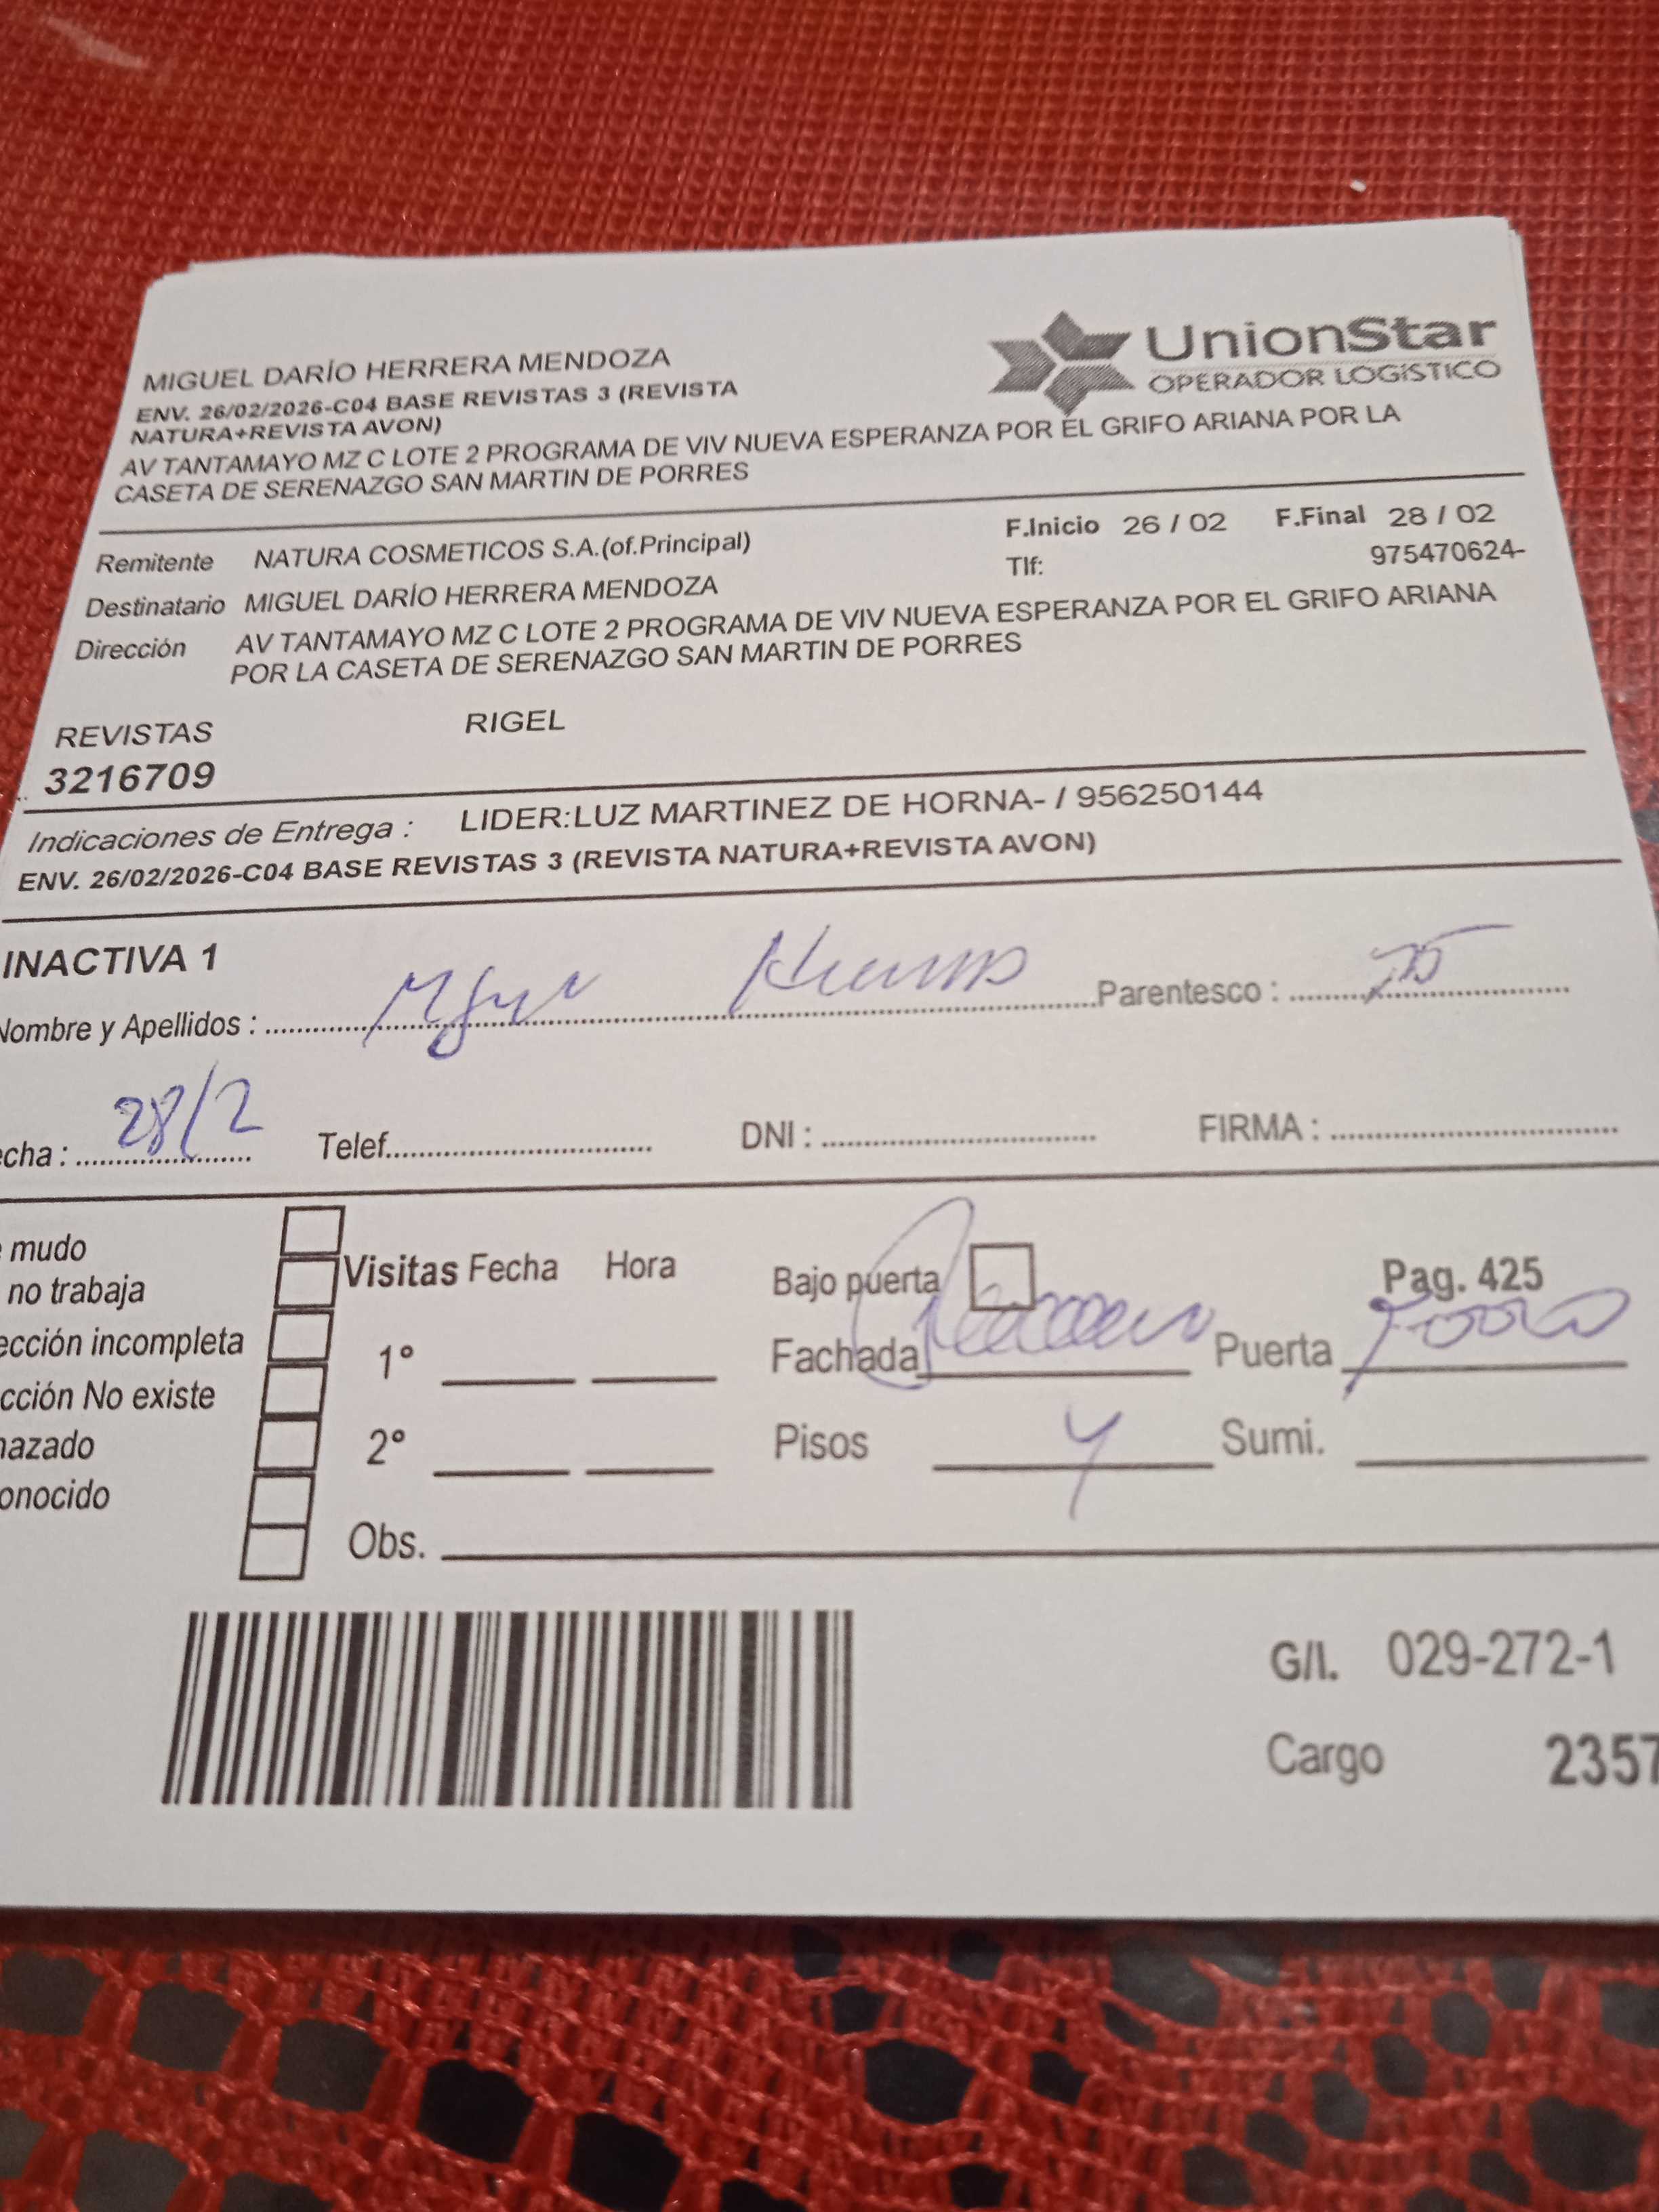 UnionStar
OPERADOR LOGÍSTICO
MIGUEL DARÍO HERRERA MENDOZA
ENV. 26/02/2026-C04 BASE REVISTAS 3 (REVISTA
NATURA+REVISTA AVON)
AV TANTAMAYO MZ C LOTE 2 PROGRAMA DE VIV NUEVA ESPERANZA POR EL GRIFO ARIANA POR LA
CASETA DE SERENAZGO SAN MARTIN DE PORRES
Remitente NATURA COSMETICOS S.A.(of.Principal) F.Inicio 26 / 02 F.Final 28 / 02
Tlf: 975470624-
Destinatario MIGUEL DARÍO HERRERA MENDOZA
Dirección AV TANTAMAYO MZ C LOTE 2 PROGRAMA DE VIV NUEVA ESPERANZA POR EL GRIFO ARIANA
POR LA CASETA DE SERENAZGO SAN MARTIN DE PORRES
REVISTAS RIGEL
3216709
Indicaciones de Entrega : LIDER:LUZ MARTINEZ DE HORNA- / 956250144
ENV. 26/02/2026-C04 BASE REVISTAS 3 (REVISTA NATURA+REVISTA AVON)
INACTIVA 1
Nombre y Apellidos : Parentesco :
echa : 28/2 Telef. DNI : FIRMA :
mudo
no trabaja
ección incompleta
cción No existe
hazado
onocido
Visitas Fecha Hora
1°
2°
Obs.
Bajo puerta Pag. 425
Fachada Puerta
Pisos 4 Sumi.
G/I. 029-272-1
Cargo 2357